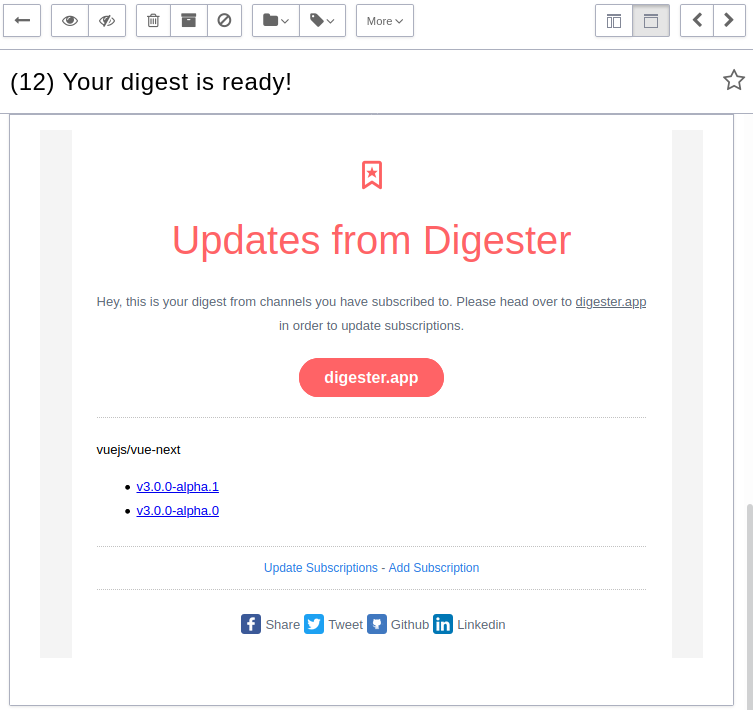 More
(12) Your digest is ready!
Updates from Digester
Hey, this is your digest from channels you have subscribed to. Please head over to digester.app
in order to update subscriptions.
digester.app
vuejs/vue-next
v3.0.0-alpha.1
v3.0.0-alpha.0
Update Subscriptions - Add Subscription
Share Tweet Github Linkedin